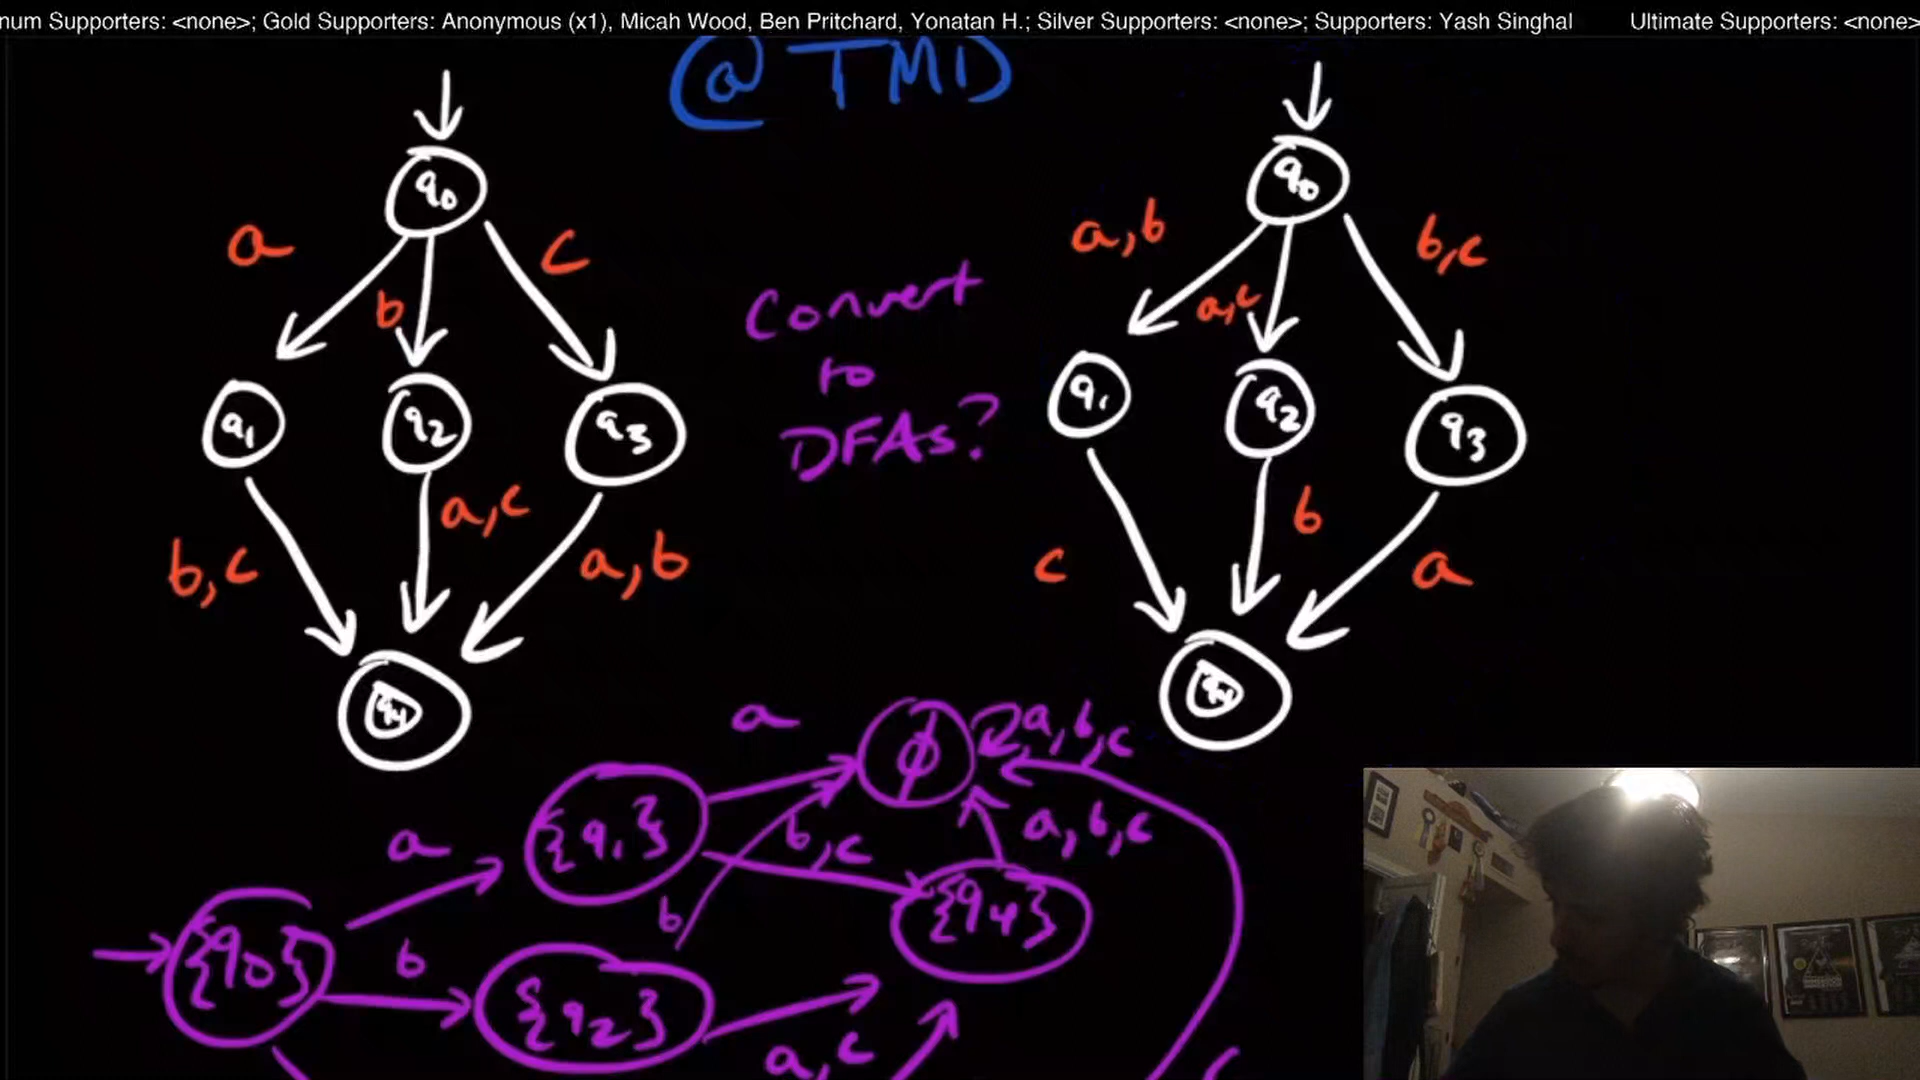 num Supporters: <none>; Gold Supporters: Anonymous (x1), Micah Wood, Ben Pritchard, Yonatan H.; Silver Supporters: <none>; Supporters: Yash Singhal
Ultimate Supporters: <none>
@TMD
q0
a
b
c
q1
q2
q3
b,c
a,c
a,b
q4
Convert
to
DFAs?
q0
a,b
a,c
b,c
q1
q2
q3
c
b
a
q4
{q0}
a
b
{q1}
{q2}
a
b,c
b
a,c
ϕ
a,b,c
a,b,c
{q4}